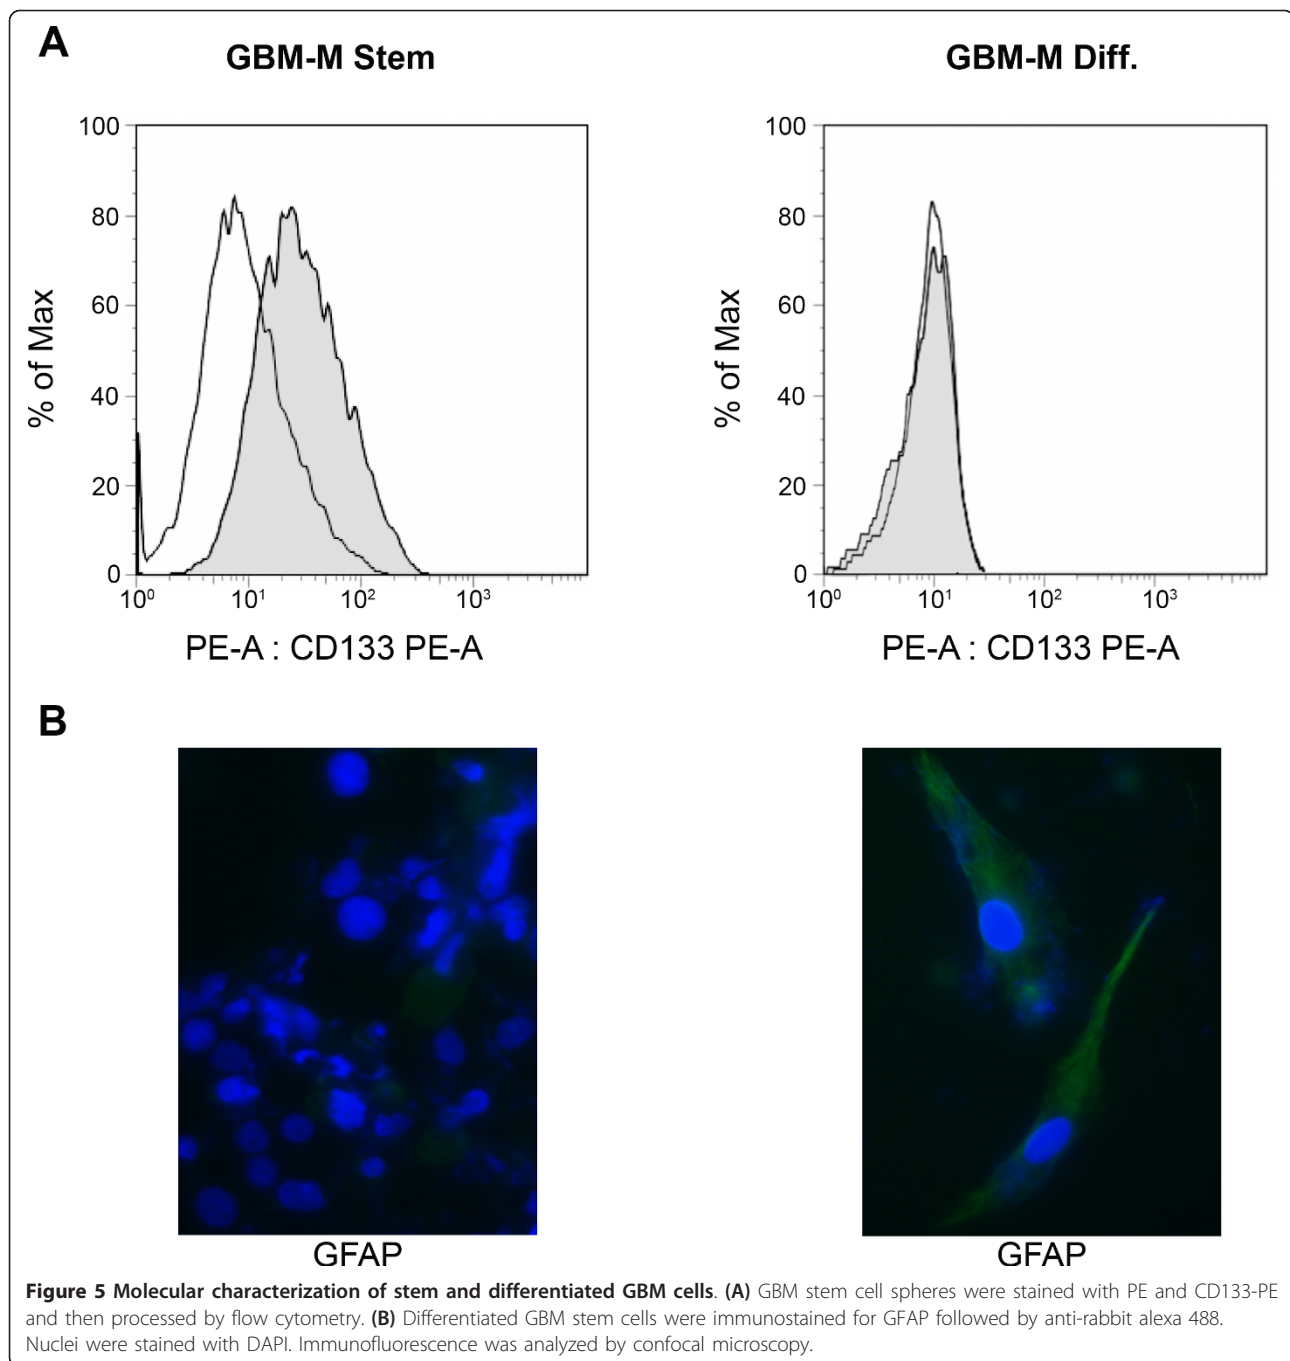 A
GBM-M Stem
GBM-M Diff.
100
80
60
40
20
0
% of Max
10⁰ 10¹ 10² 10³
PE-A : CD133 PE-A
100
80
60
40
20
0
% of Max
10⁰ 10¹ 10² 10³
PE-A : CD133 PE-A
B
GFAP
GFAP
Figure 5 Molecular characterization of stem and differentiated GBM cells. (A) GBM stem cell spheres were stained with PE and CD133-PE
and then processed by flow cytometry. (B) Differentiated GBM stem cells were immunostained for GFAP followed by anti-rabbit alexa 488.
Nuclei were stained with DAPI. Immunofluorescence was analyzed by confocal microscopy.